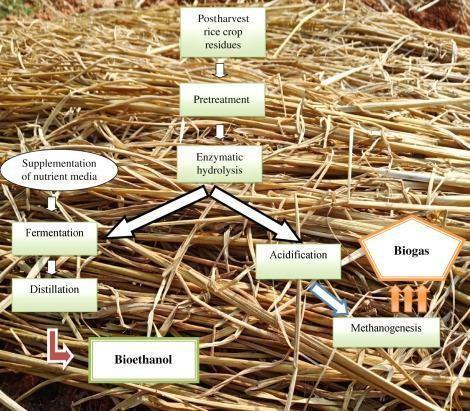 Postharvest
rice crop
residues
Pretreatment
Enzymatic
hydrolysis
Supplementation
of nutrient media
Fermentation
Acidification
Biogas
Distillation
Methanogenesis
Bioethanol